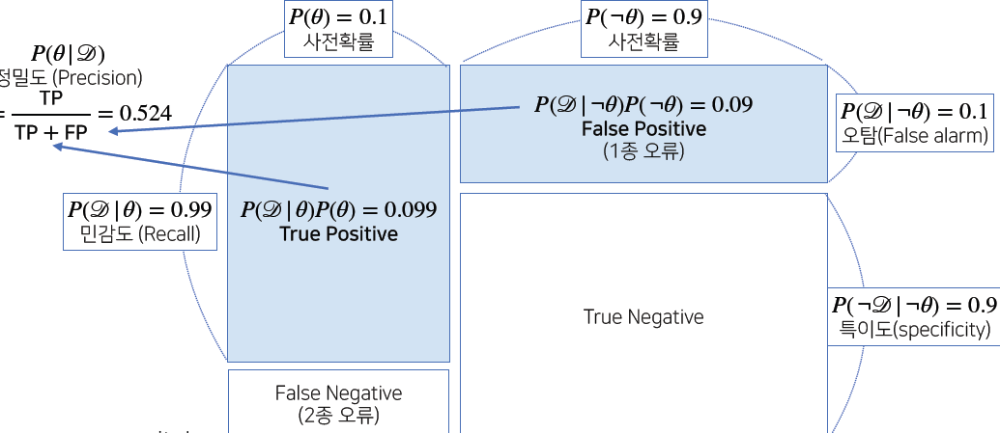 P(θ) = 0.1
사전확률
P(¬θ) = 0.9
사전확률
P(θ|𝒟)
정밀도 (Precision)
= TP / TP + FP = 0.524
P(𝒟|¬θ)P(¬θ) = 0.09
False Positive
(1종 오류)
P(𝒟|¬θ) = 0.1
오탐(False alarm)
P(𝒟|θ) = 0.99
민감도 (Recall)
P(𝒟|θ)P(θ) = 0.099
True Positive
True Negative
P(¬𝒟|¬θ) = 0.9
특이도(specificity)
False Negative
(2종 오류)